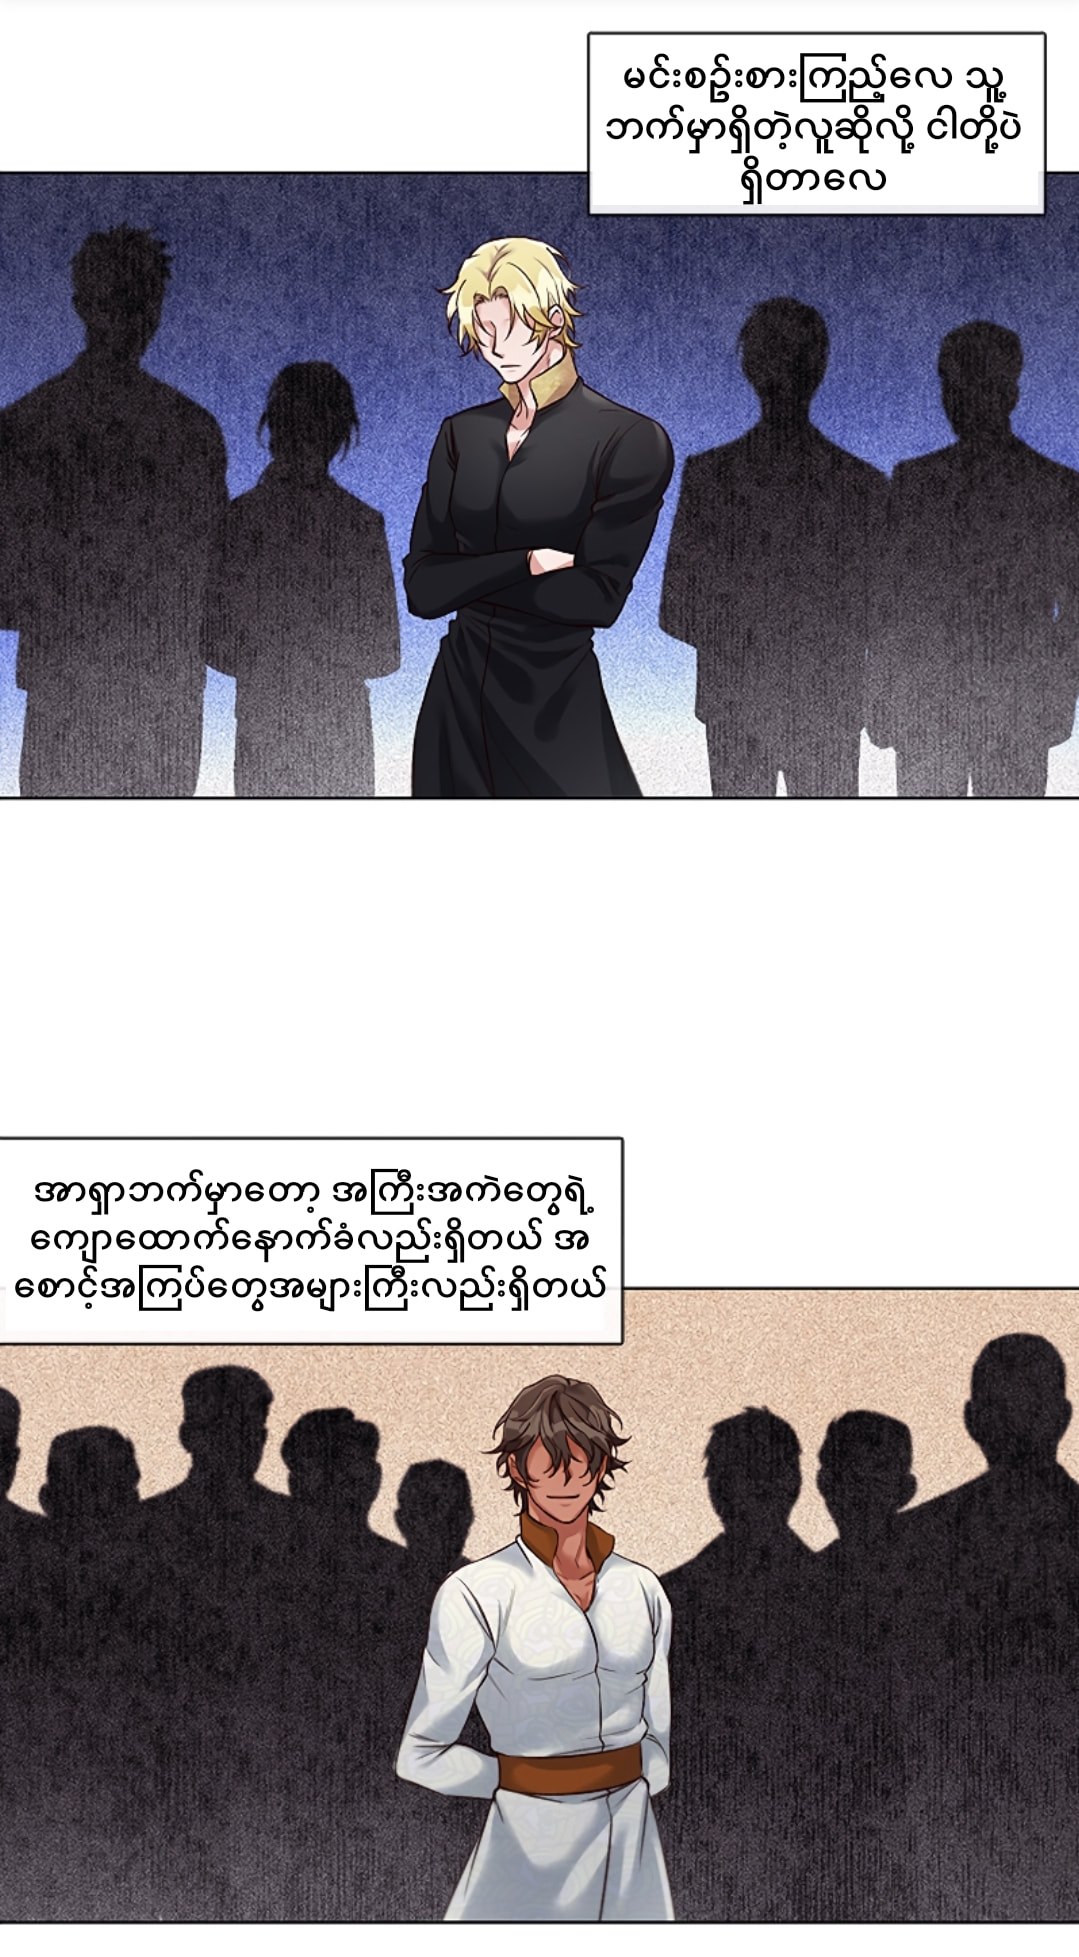 မင်းစဥ်းစားကြည့်လေ သူ့
ဘက်မှာရှိတဲ့လူဆိုလို့ ငါတို့ပဲ
ရှိတာလေ
အာရှာဘက်မှာတော့ အကြီးအကဲတွေရဲ့
ကျောထောက်နောက်ခံလည်းရှိတယ် အ
စောင့်အကြပ်တွေအများကြီးလည်းရှိတယ်